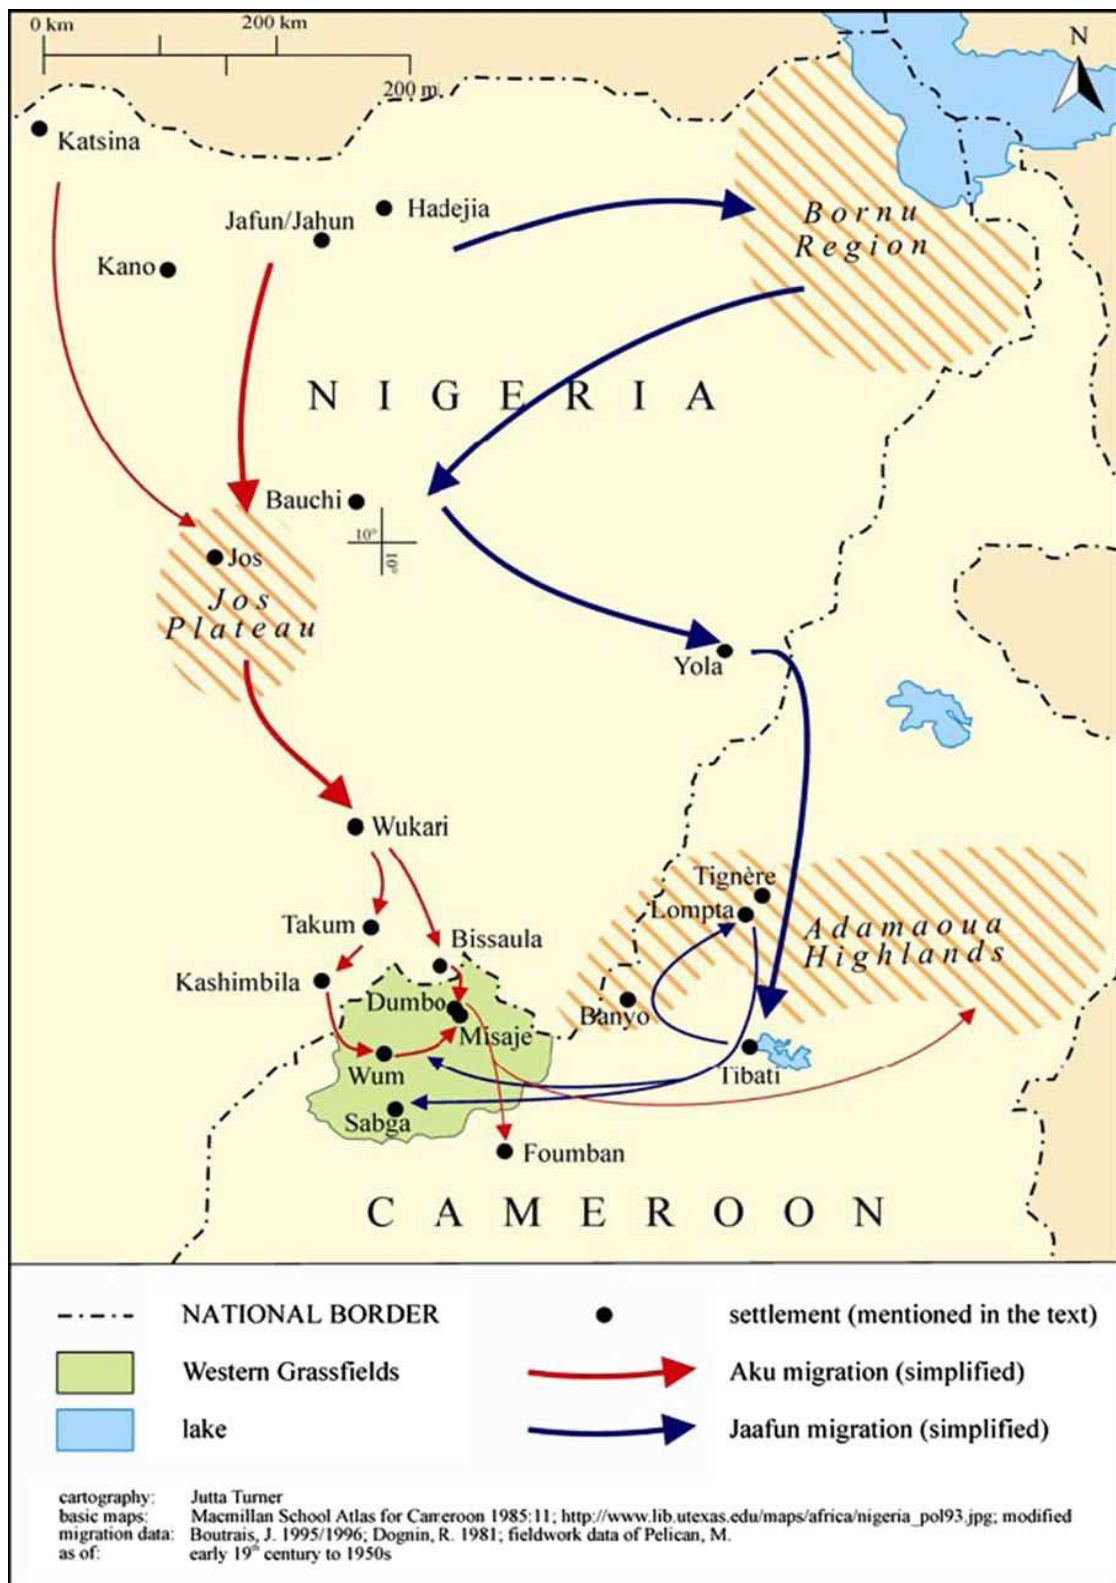 0 km
200 km
200 m.
N
Katsina
Hadejia
Jafun/Jahun
Kano
Bornu
Region
NIGERIA
Bauchi
10°
10°
Jos
Jos
Plateau
Yola
Wukari
Tignère
Lompta
Takum
Bissaula
Adamaoua
Highlands
Kashimbila
Dumbo
Banyo
Misaje
Wum
Tibati
Sabga
Foumban
CAMEROON
NATIONAL BORDER
settlement (mentioned in the text)
Western Grassfields
Aku migration (simplified)
lake
Jaafun migration (simplified)
cartography: Jutta Turner
basic maps: Macmillan School Atlas for Cameroon 1985:11; http://www.lib.utexas.edu/maps/africa/nigeria_pol93.jpg; modified
migration data: Boutrais, J. 1995/1996; Dognin, R. 1981; fieldwork data of Pelican, M.
as of: early 19th century to 1950s